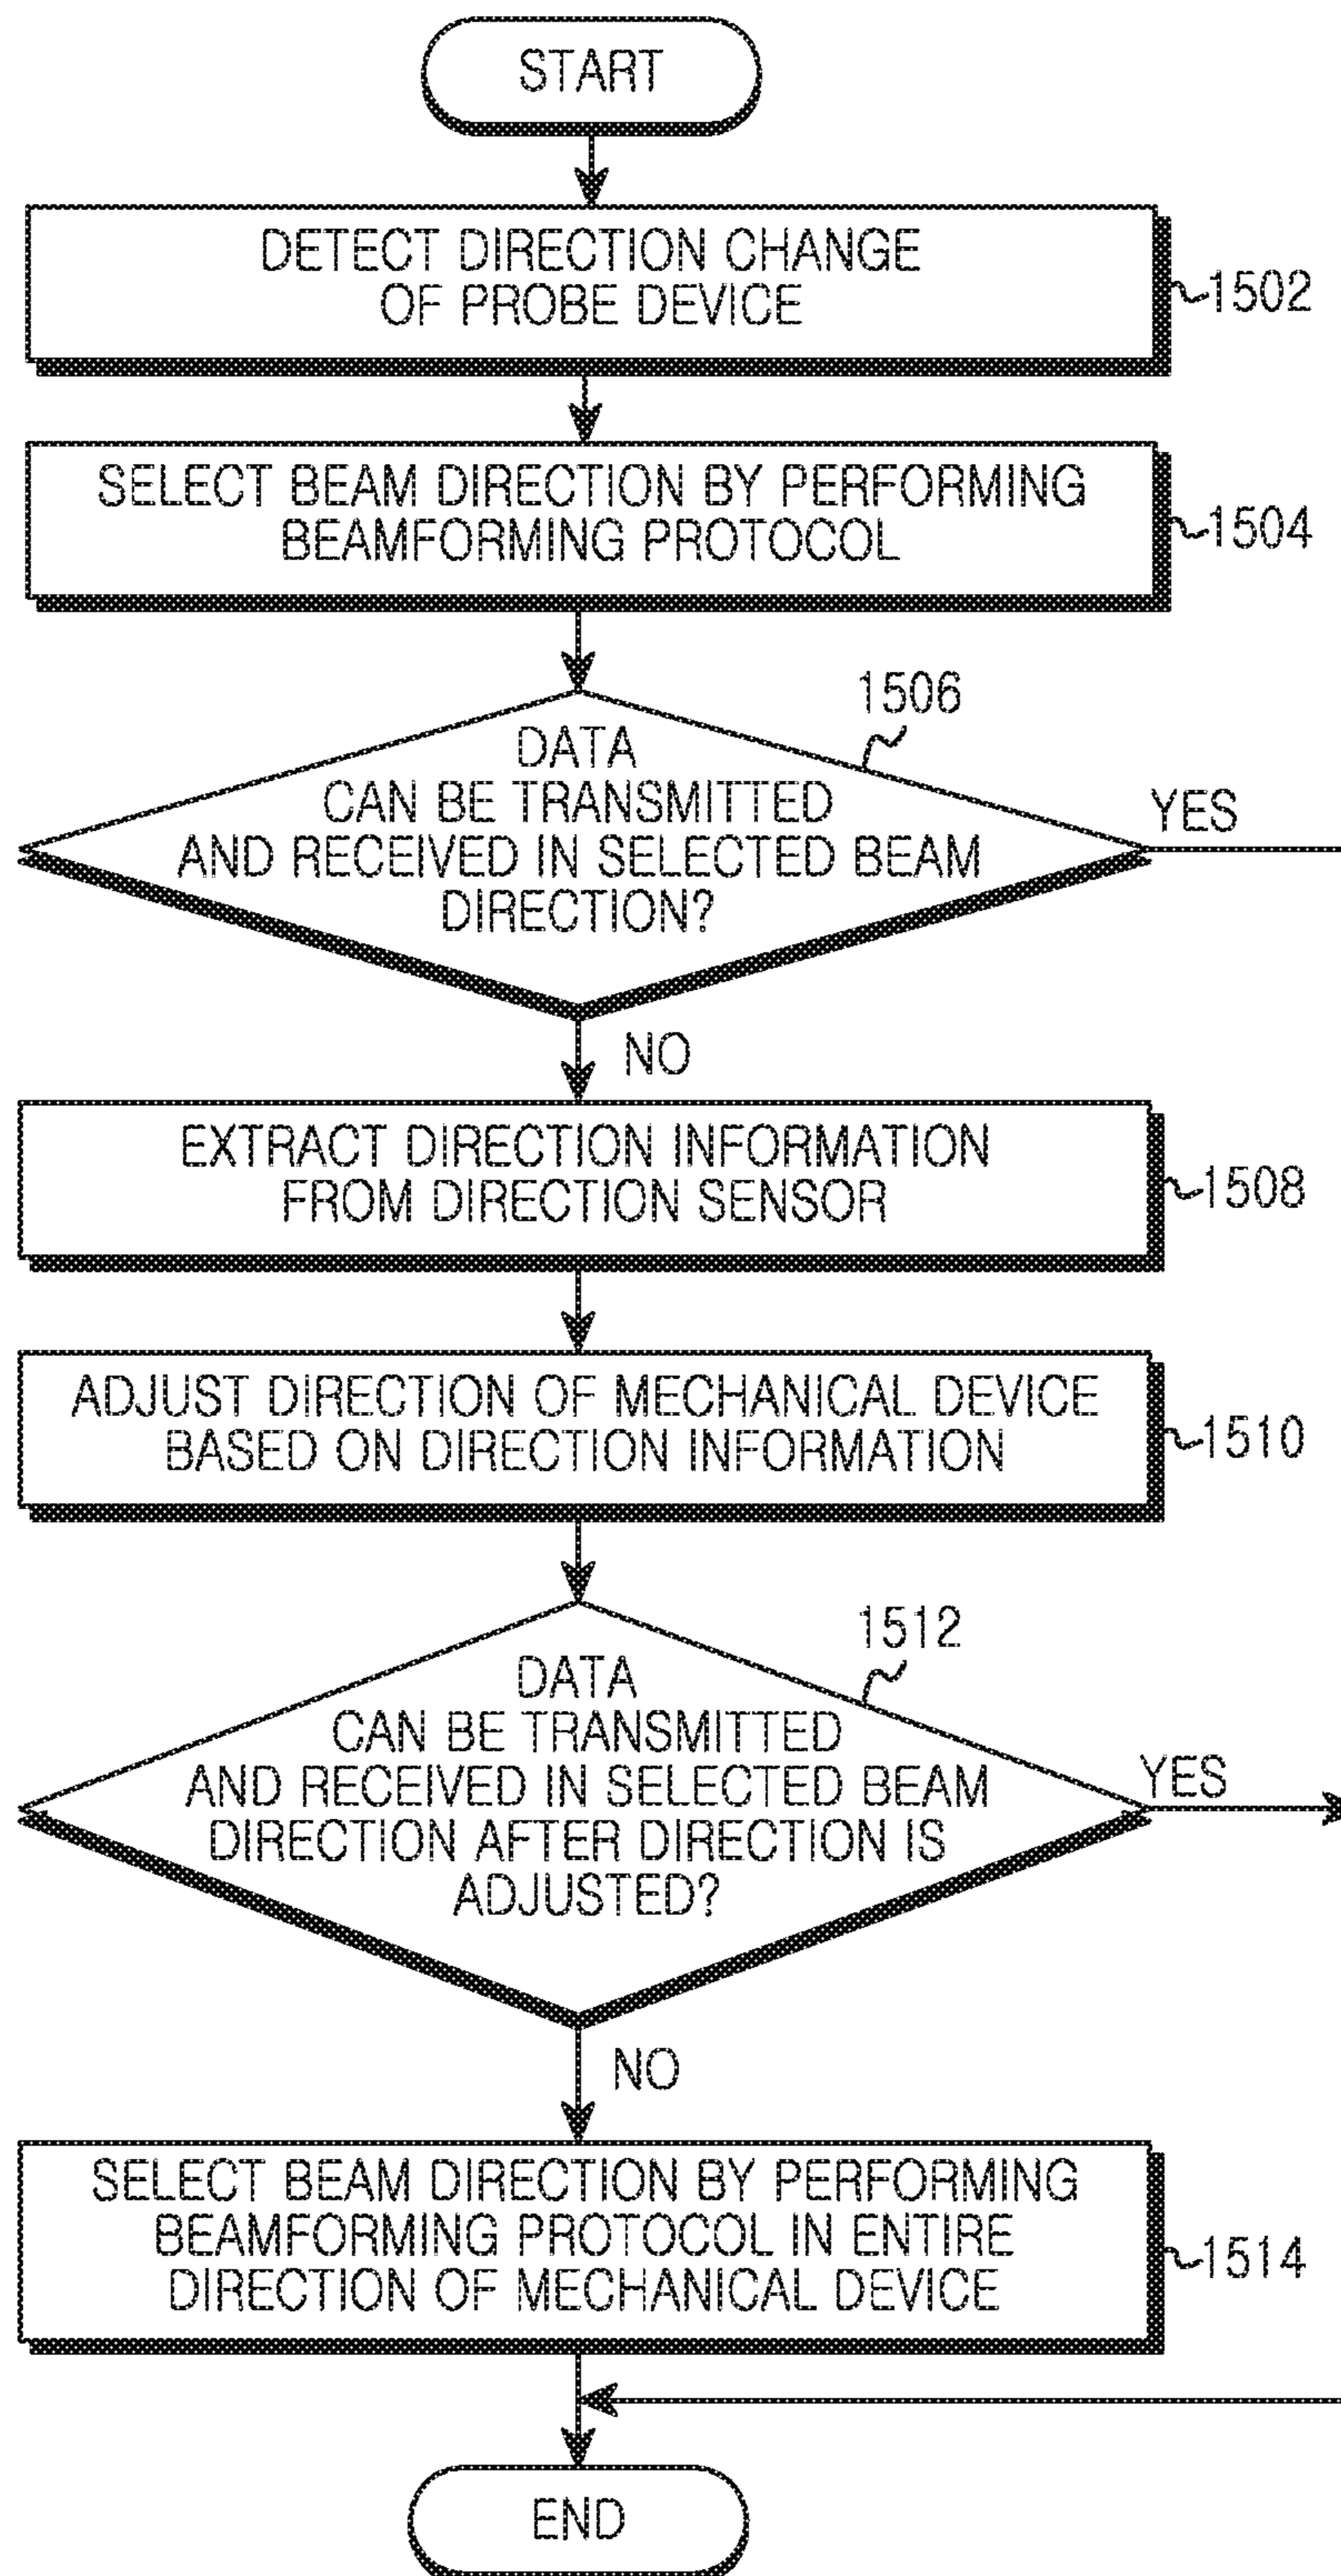 START
DETECT DIRECTION CHANGE
OF PROBE DEVICE
1502
SELECT BEAM DIRECTION BY PERFORMING
BEAMFORMING PROTOCOL
1504
1506
DATA
CAN BE TRANSMITTED
AND RECEIVED IN SELECTED BEAM
DIRECTION?
YES
NO
EXTRACT DIRECTION INFORMATION
FROM DIRECTION SENSOR
1508
ADJUST DIRECTION OF MECHANICAL DEVICE
BASED ON DIRECTION INFORMATION
1510
1512
DATA
CAN BE TRANSMITTED
AND RECEIVED IN SELECTED BEAM
DIRECTION AFTER DIRECTION IS
ADJUSTED?
YES
NO
SELECT BEAM DIRECTION BY PERFORMING
BEAMFORMING PROTOCOL IN ENTIRE
DIRECTION OF MECHANICAL DEVICE
1514
END